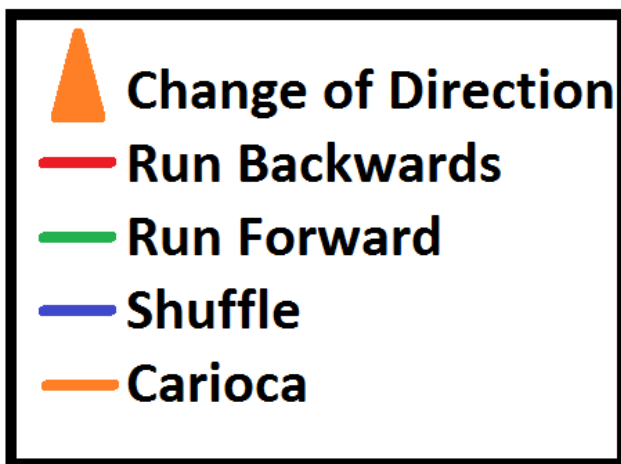 Change of Direction
Run Backwards
Run Forward
Shuffle
Carioca